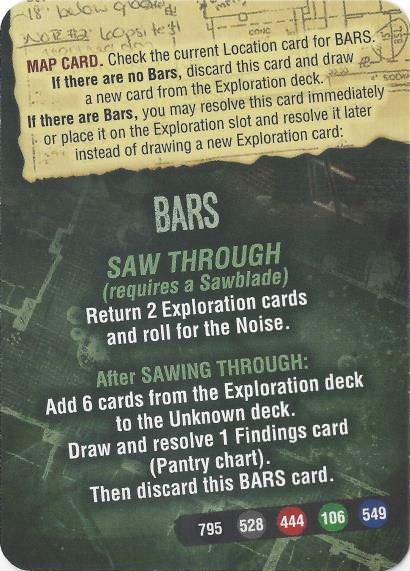 -18' below ground
NOTE #2 loopsite #1
CONC
MAP CARD. Check the current Location card for BARS.
If there are no Bars, discard this card and draw
a new card from the Exploration deck.
If there are Bars, you may resolve this card immediately
or place it on the Exploration slot and resolve it later
instead of drawing a new Exploration card:
BARS
SAW THROUGH
(requires a Sawblade)
Return 2 Exploration cards
and roll for the Noise.
After SAWING THROUGH:
Add 6 cards from the Exploration deck
to the Unknown deck.
Draw and resolve 1 Findings card
(Pantry chart).
Then discard this BARS card.
795 528 444 106 549